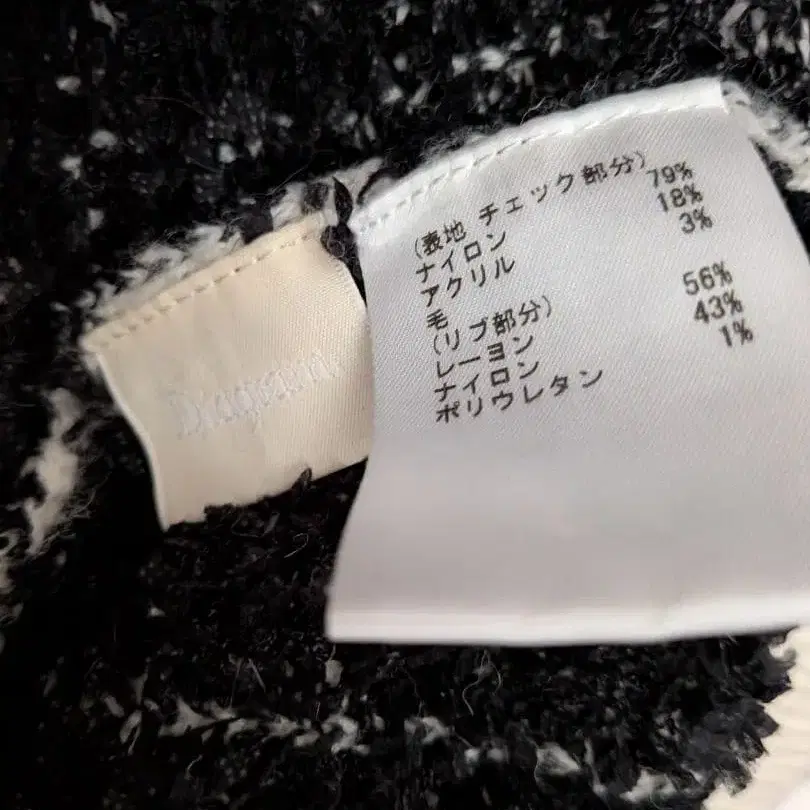 Diagram
(表地 チェック部分)
ナイロン 79%
アクリル 18%
毛 3%
(リブ部分)
レーヨン 56%
ナイロン 43%
ポリウレタン 1%